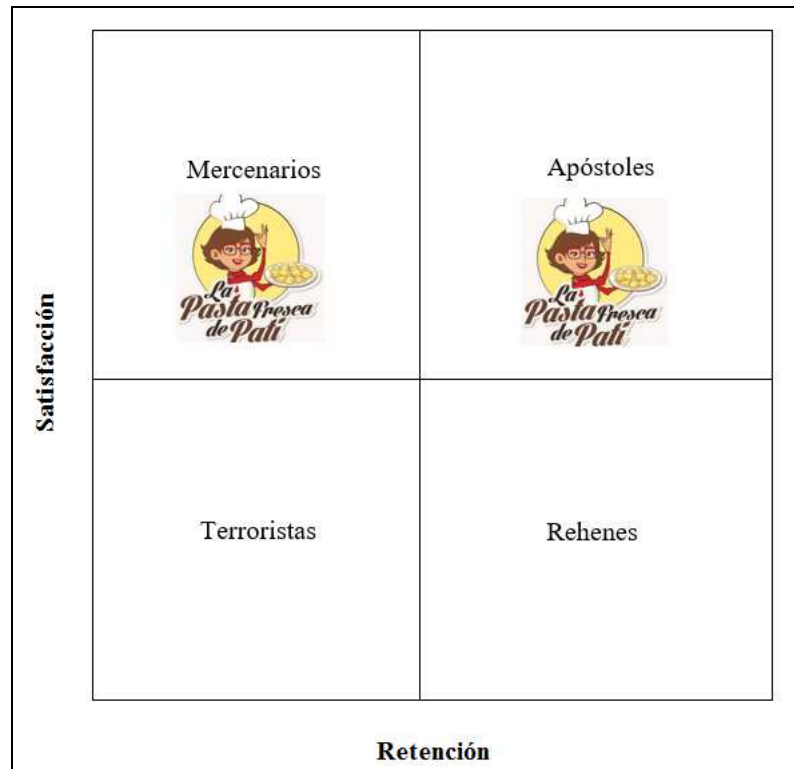 Mercenarios
Apóstoles
La
Pasta Fresca
de Pati
La
Pasta Fresca
de Pati
Satisfacción
Terroristas
Rehenes
Retención